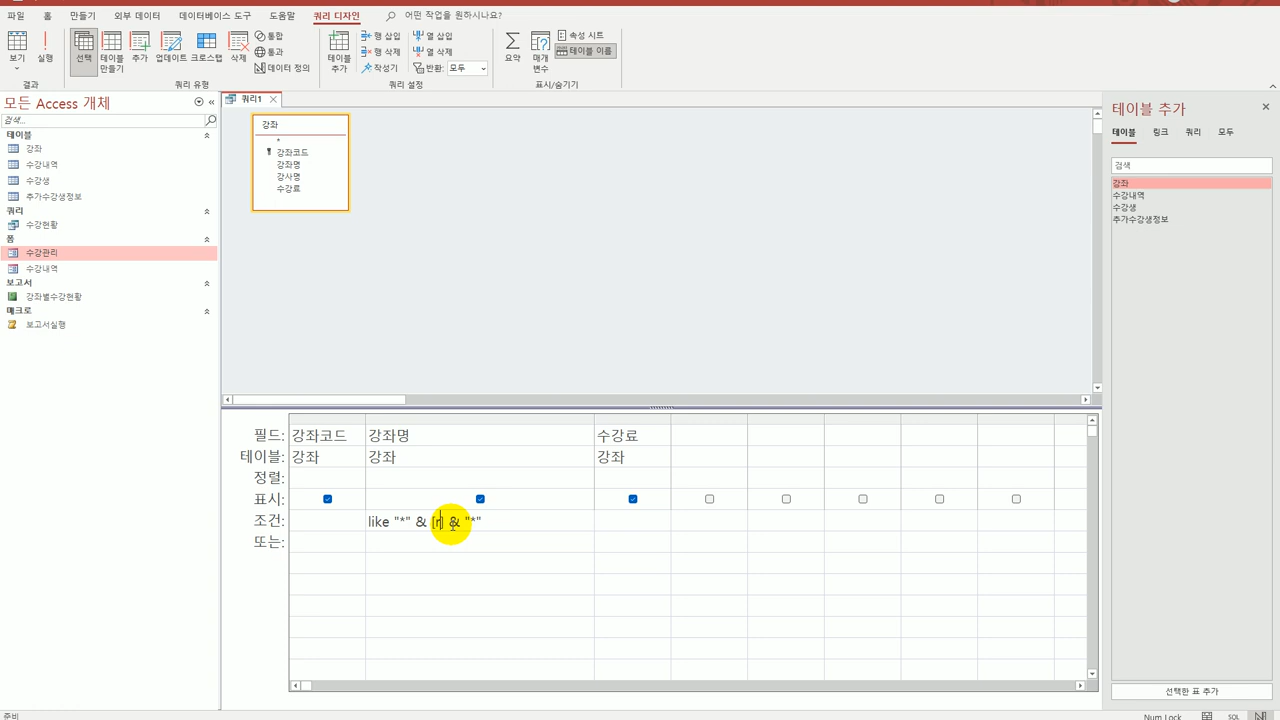 파일 홈 만들기 외부 데이터 데이터베이스 도구 도움말 쿼리 디자인 어떤 작업을 원하시나요?
보기 실행 선택 테이블 만들기 추가 업데이트 크로스탭 삭제 통합 통과 데이터 정의 테이블 추가 행 삽입 행 삭제 작성기 열 삽입 열 삭제 반환: 모두 요약 매개 변수 속성 시트 테이블 이름
결과 쿼리 유형 쿼리 설정 표시/숨기기
모든 Access 개체
검색...
테이블
강좌
수강내역
수강생
추가수강생정보
쿼리
수강현황
폼
수강관리
수강내역
보고서
강좌별수강현황
매크로
보고서실행
쿼리1
강좌
*
강좌코드
강좌명
강사명
수강료
필드: 강좌코드 강좌명 수강료
테이블: 강좌 강좌 강좌
정렬:
표시:
조건: like "*" & [r] & "*"
또는:
테이블 추가
테이블 링크 쿼리 모두
검색
강좌
수강내역
수강생
추가수강생정보
선택한 표 추가
준비 Num Lock SQL